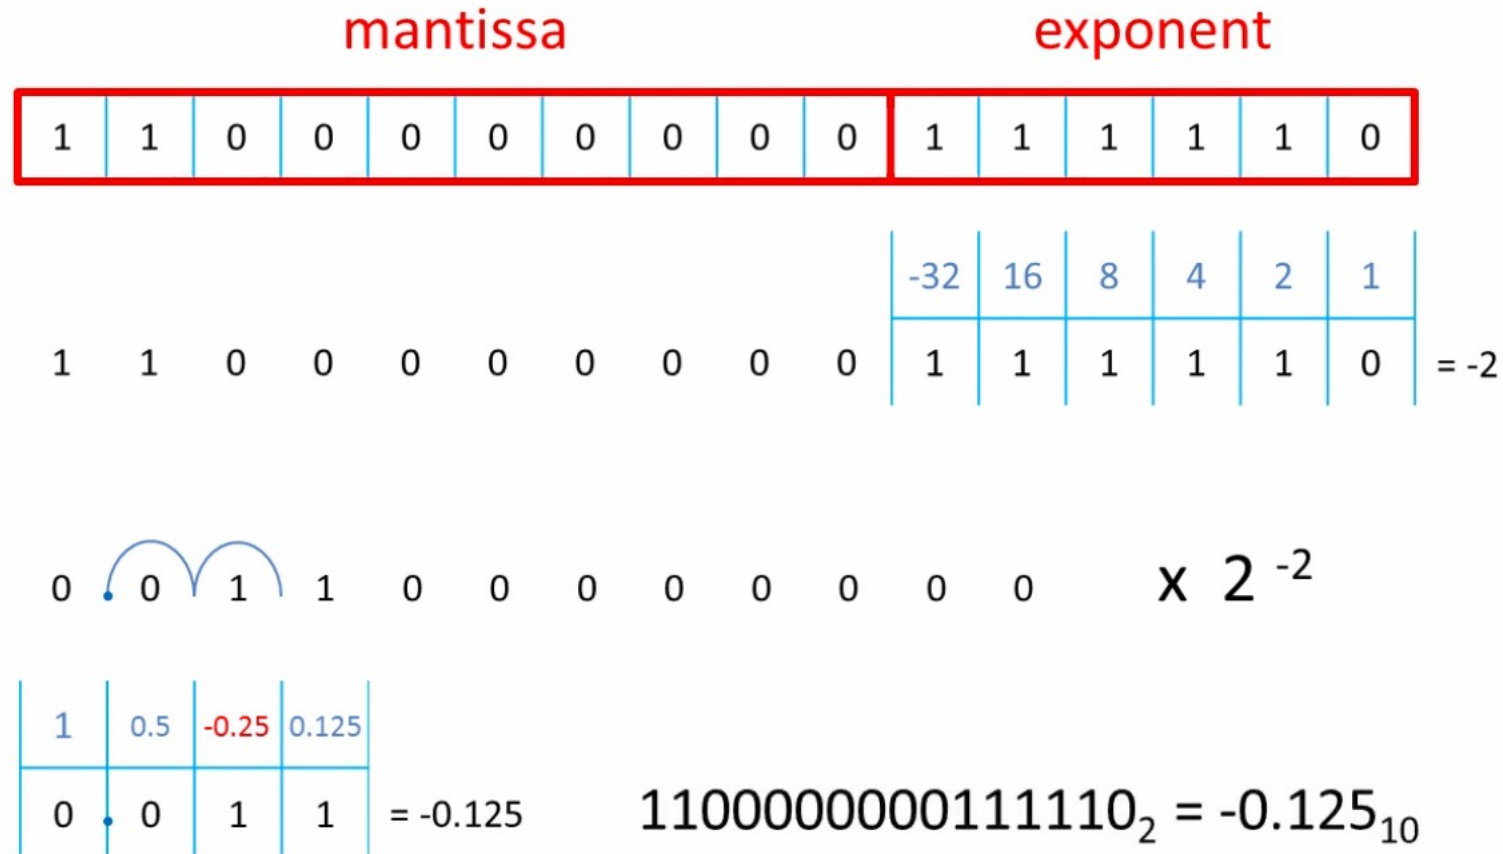 mantissa exponent
1 1 0 0 0 0 0 0 0 0 1 1 1 1 1 0
-32 16 8 4 2 1
1 1 0 0 0 0 0 0 0 0 1 1 1 1 1 0 = -2
0 . 0 1 1 0 0 0 0 0 0 0 0 x 2 -2
1 0.5 -0.25 0.125
0 . 0 1 1 = -0.125 1100000000111110₂ = -0.125₁₀